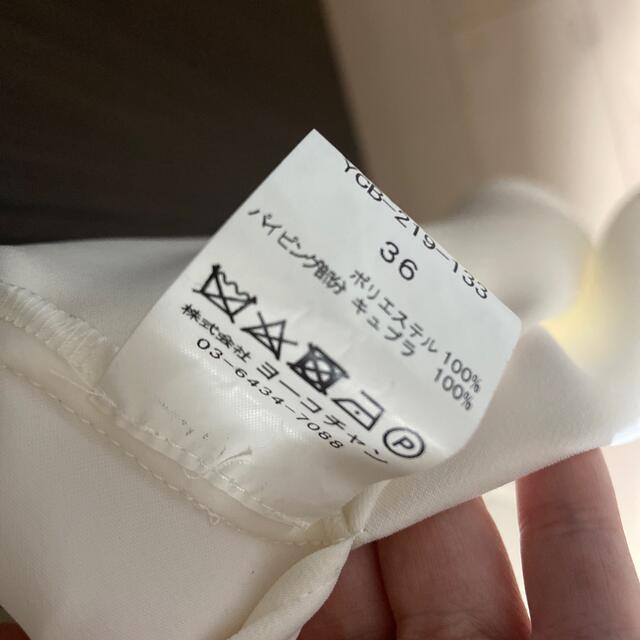 YCB-219-133
36
ポリエステル 100%
パイピング部分 キュプラ 100%
P
株式会社 ヨーコチャン
03-6434-7088